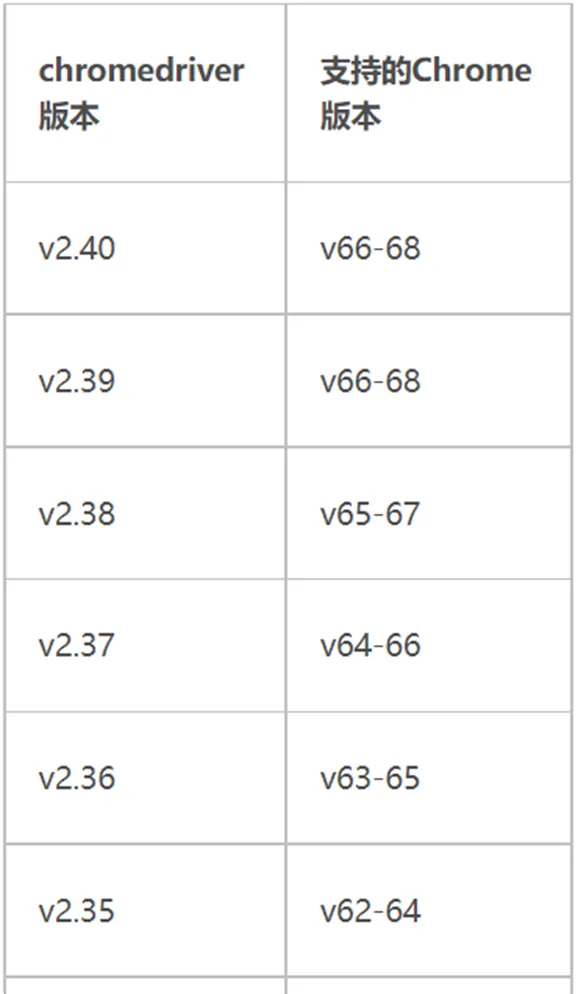 chromedriver
版本
支持的Chrome
版本
v2.40
v66-68
v2.39
v66-68
v2.38
v65-67
v2.37
v64-66
v2.36
v63-65
v2.35
v62-64